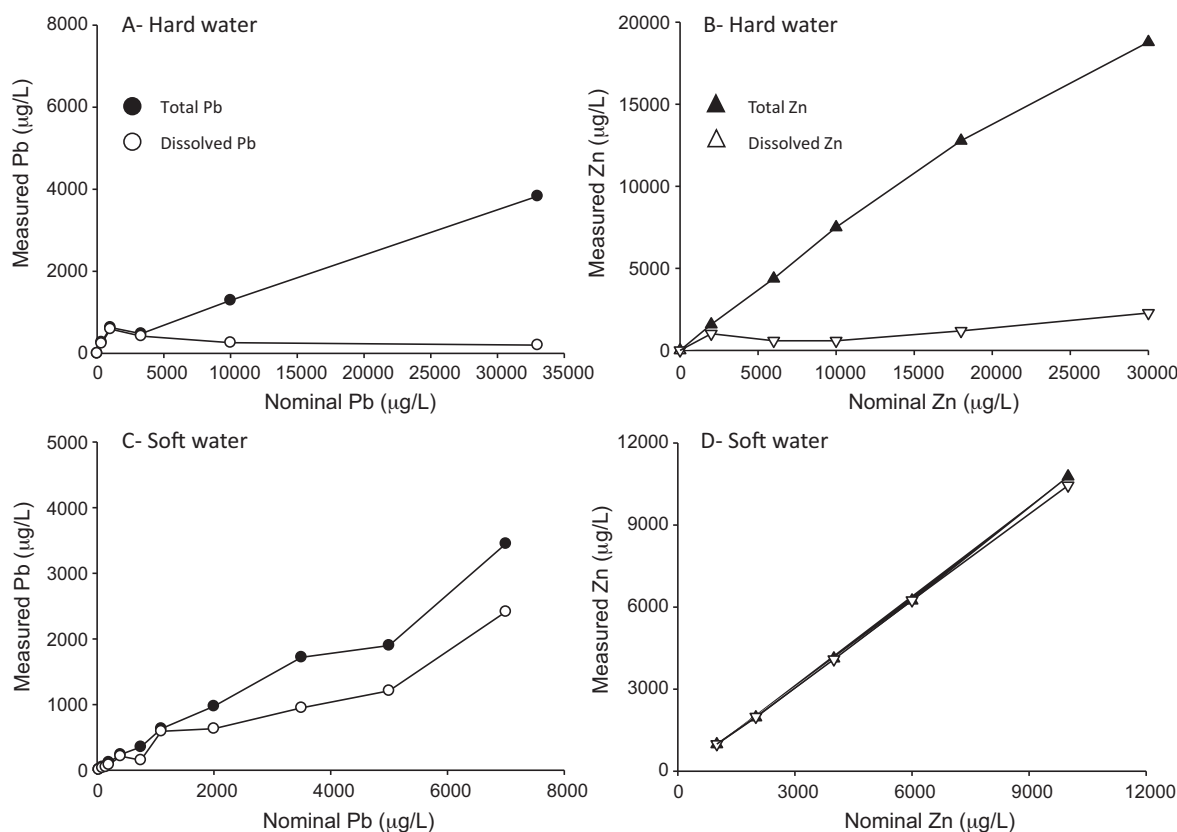 A- Hard water
8000
6000
4000
2000
0
Measured Pb (µg/L)
Total Pb
Dissolved Pb
0 5000 10000 15000 20000 25000 30000 35000
Nominal Pb (µg/L)
B- Hard water
20000
15000
10000
5000
0
Measured Zn (µg/L)
Total Zn
Dissolved Zn
0 5000 10000 15000 20000 25000 30000
Nominal Zn (µg/L)
C- Soft water
5000
4000
3000
2000
1000
0
Measured Pb (µg/L)
0 2000 4000 6000 8000
Nominal Pb (µg/L)
D- Soft water
12000
9000
6000
3000
0
Measured Zn (µg/L)
0 3000 6000 9000 12000
Nominal Zn (µg/L)